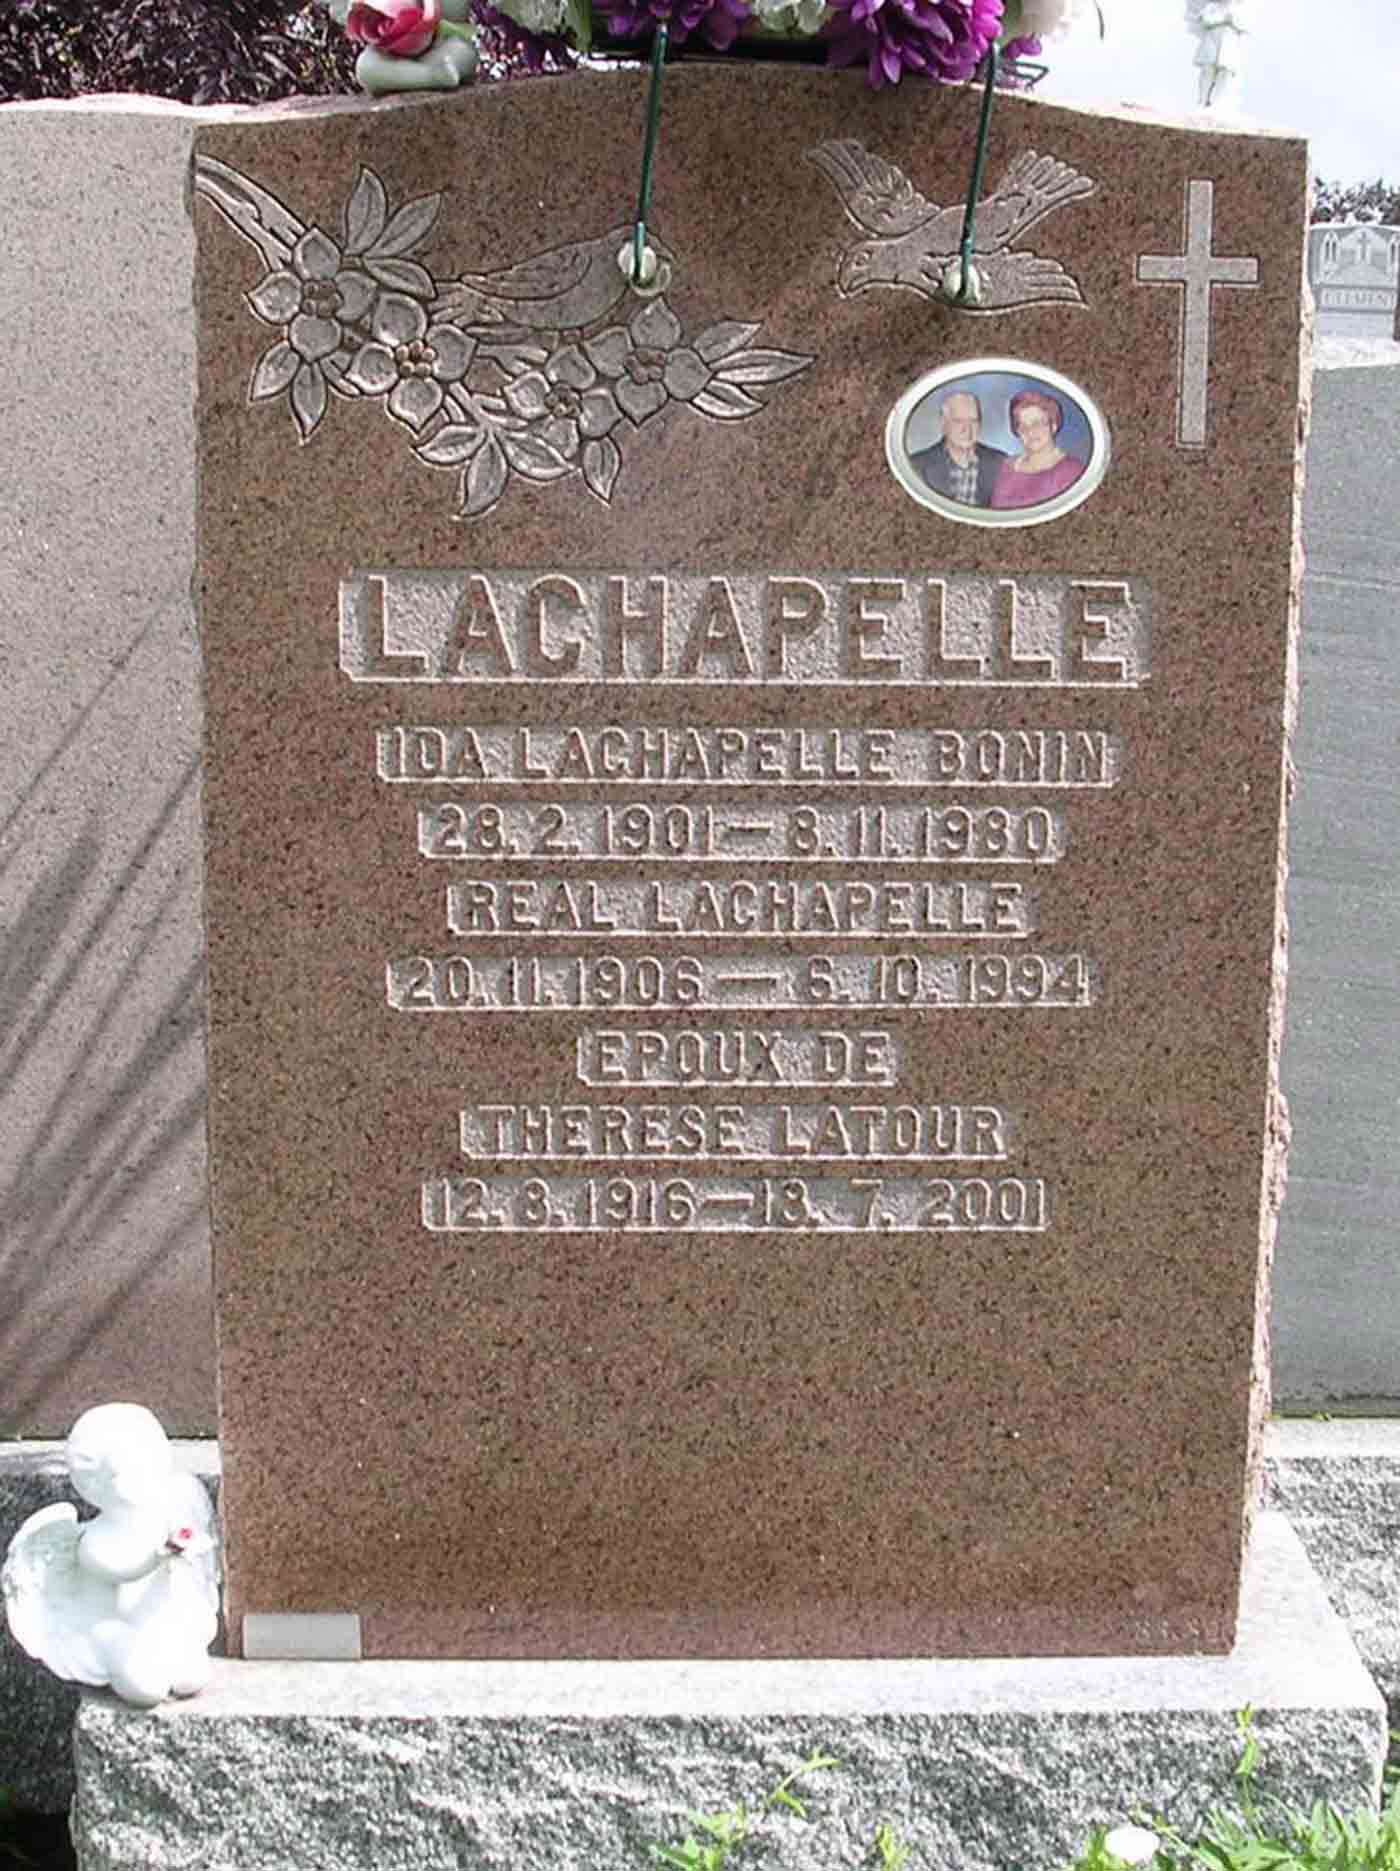 LACHAPELLE
IDA LACHAPELLE BONIN
28. 2. 1901 — 8. 11. 1980
REAL LACHAPELLE
20. 11. 1906 — 6. 10. 1994
EPOUX DE
THERESE LATOUR
12. 8. 1916 — 18. 7. 2001